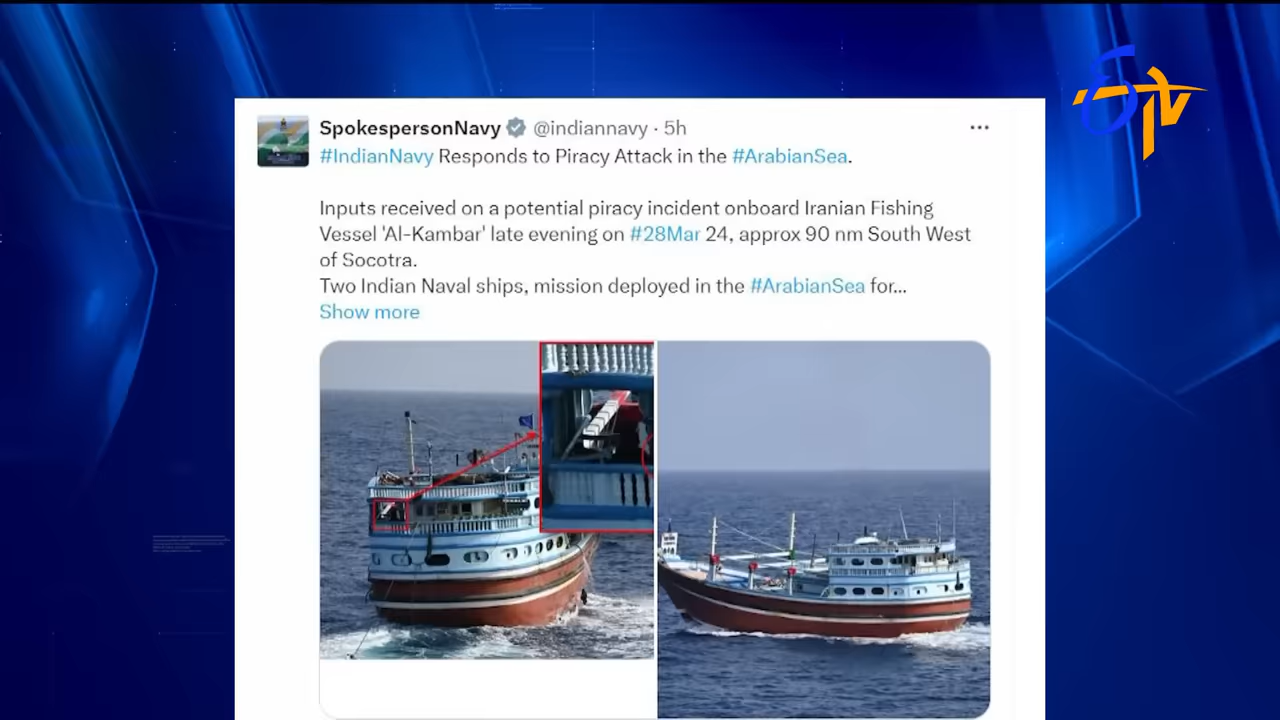 SpokespersonNavy @indiannavy · 5h
#IndianNavy Responds to Piracy Attack in the #ArabianSea.
Inputs received on a potential piracy incident onboard Iranian Fishing
Vessel 'Al-Kambar' late evening on #28Mar 24, approx 90 nm South West
of Socotra.
Two Indian Naval ships, mission deployed in the #ArabianSea for...
Show more